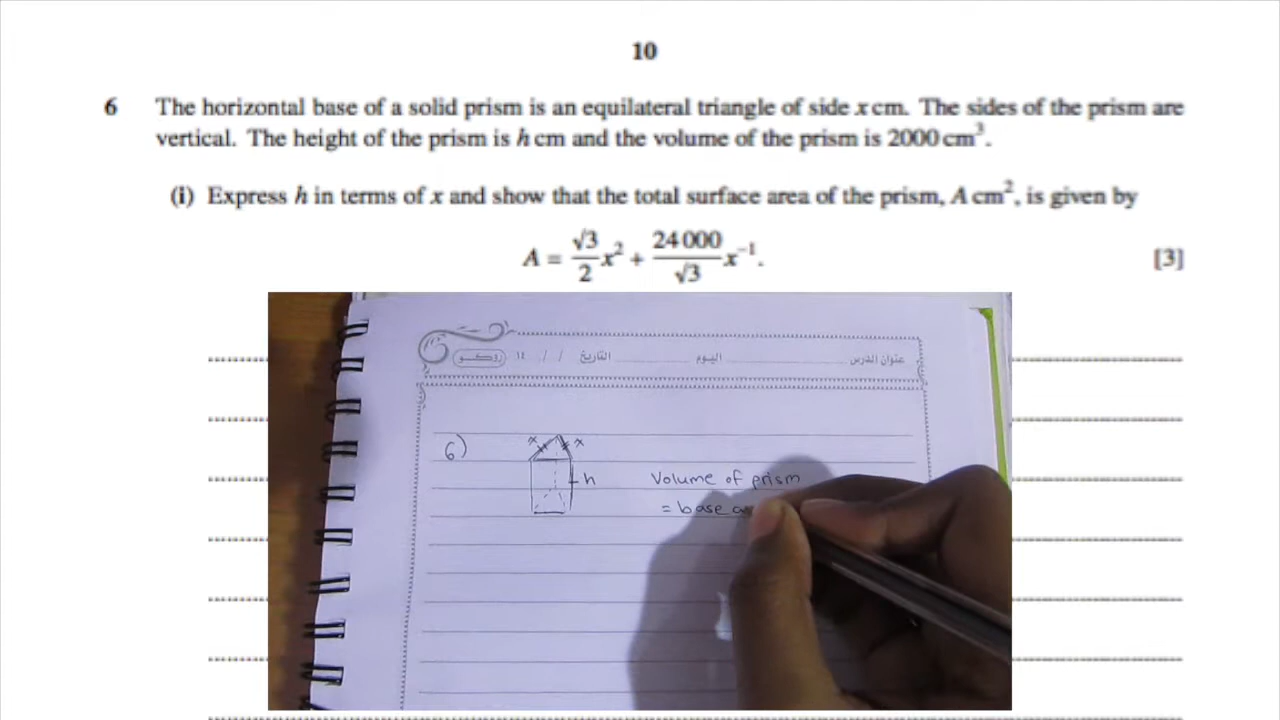 10
6 The horizontal base of a solid prism is an equilateral triangle of side x cm. The sides of the prism are
vertical. The height of the prism is h cm and the volume of the prism is 2000 cm³.
(i) Express h in terms of x and show that the total surface area of the prism, A cm², is given by
A = √3/2 x² + 24 000/√3 x⁻¹. [3]
عنوان الدرس اليوم التاريخ / / ١٤
6)
x x
h Volume of prism
= base